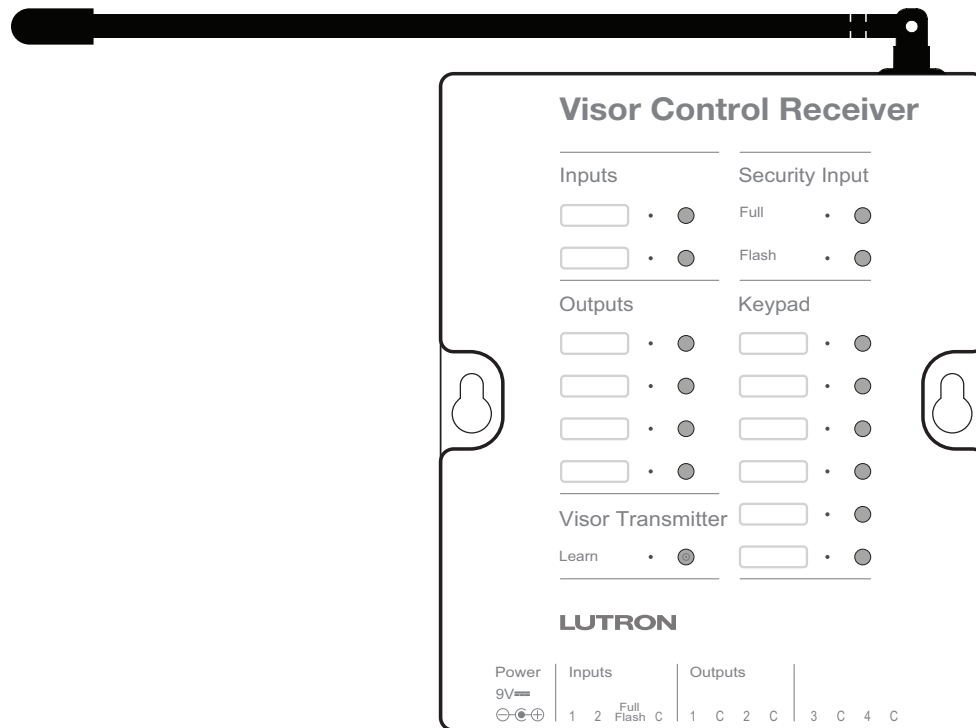 Visor Control Receiver
Inputs
Security Input
Full
Flash
Outputs
Keypad
Visor Transmitter
Learn
LUTRON
Power
9V
Inputs
1 2 Full Flash C
Outputs
1 C 2 C 3 C 4 C